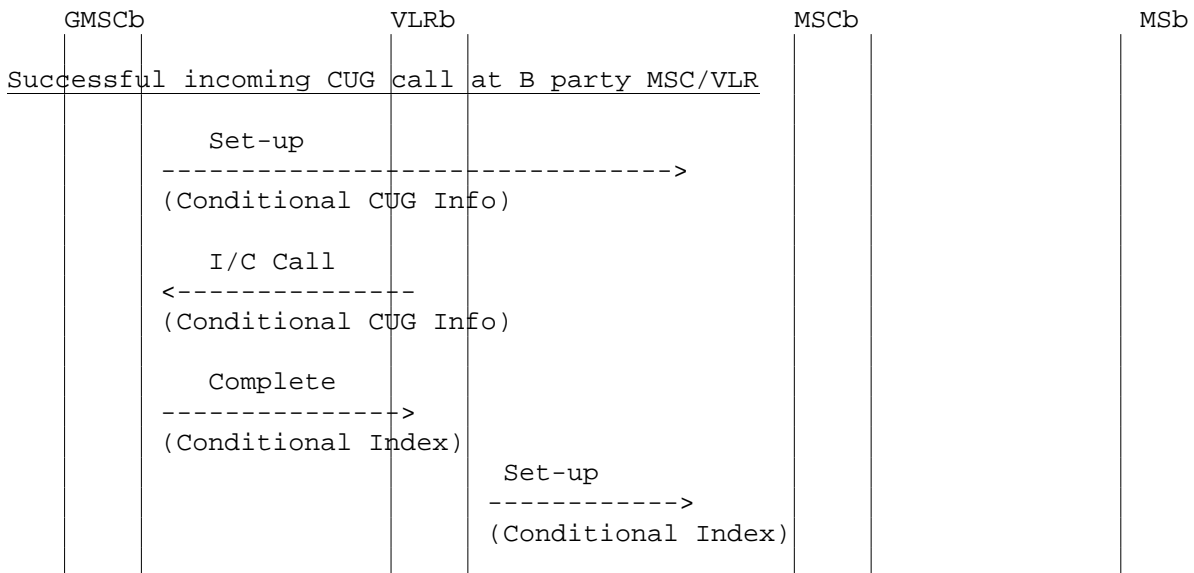 GMSCb VLRb MSCb MSb
Successful incoming CUG call at B party MSC/VLR
Set-up
-------------------------------->
(Conditional CUG Info)
I/C Call
<---------------
(Conditional CUG Info)
Complete
--------------->
(Conditional Index)
Set-up
------------>
(Conditional Index)